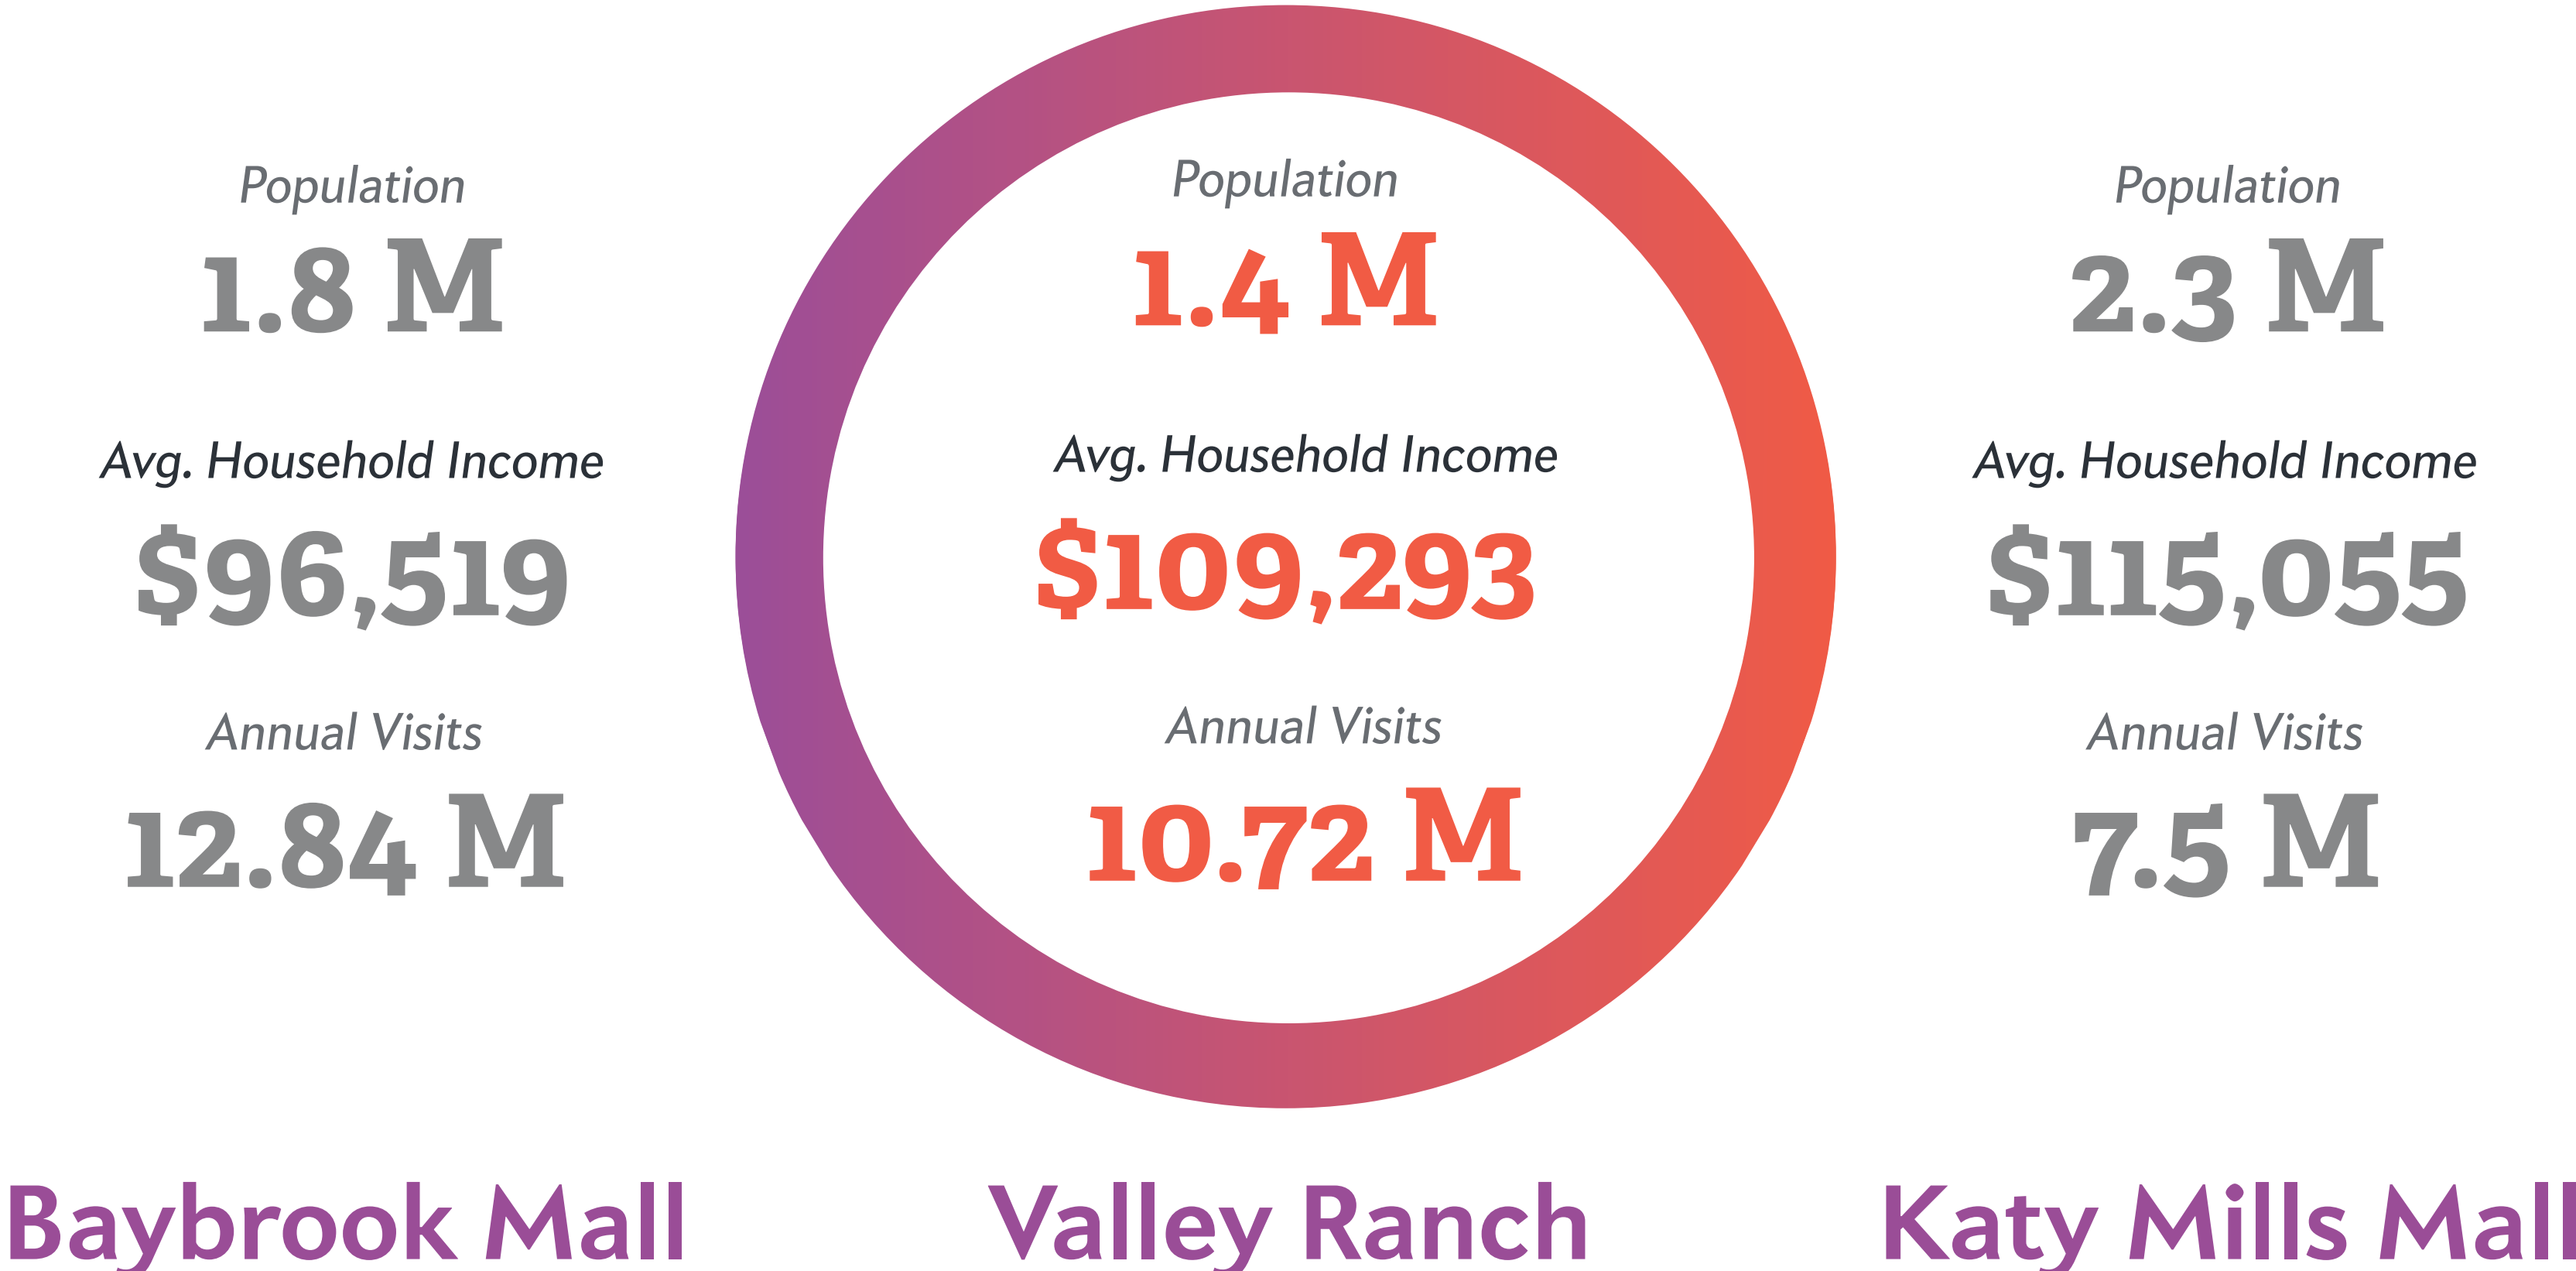 Population
1.8 M
Avg. Household Income
$96,519
Annual Visits
12.84 M
Baybrook Mall
Population
1.4 M
Avg. Household Income
$109,293
Annual Visits
10.72 M
Valley Ranch
Population
2.3 M
Avg. Household Income
$115,055
Annual Visits
7.5 M
Katy Mills Mall